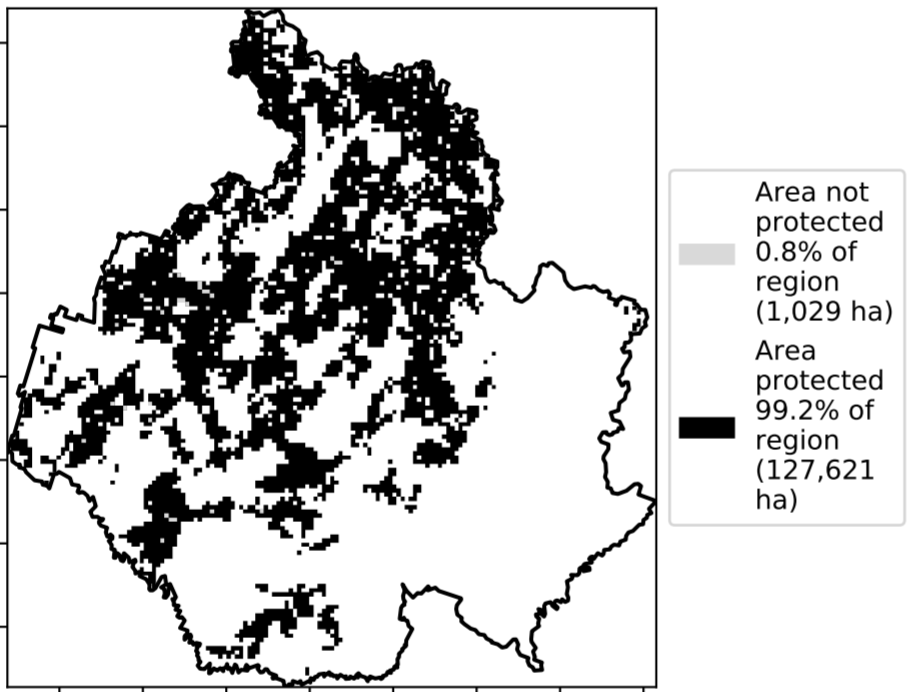 Area not
protected
0.8% of
region
(1,029 ha)
Area
protected
99.2% of
region
(127,621
ha)